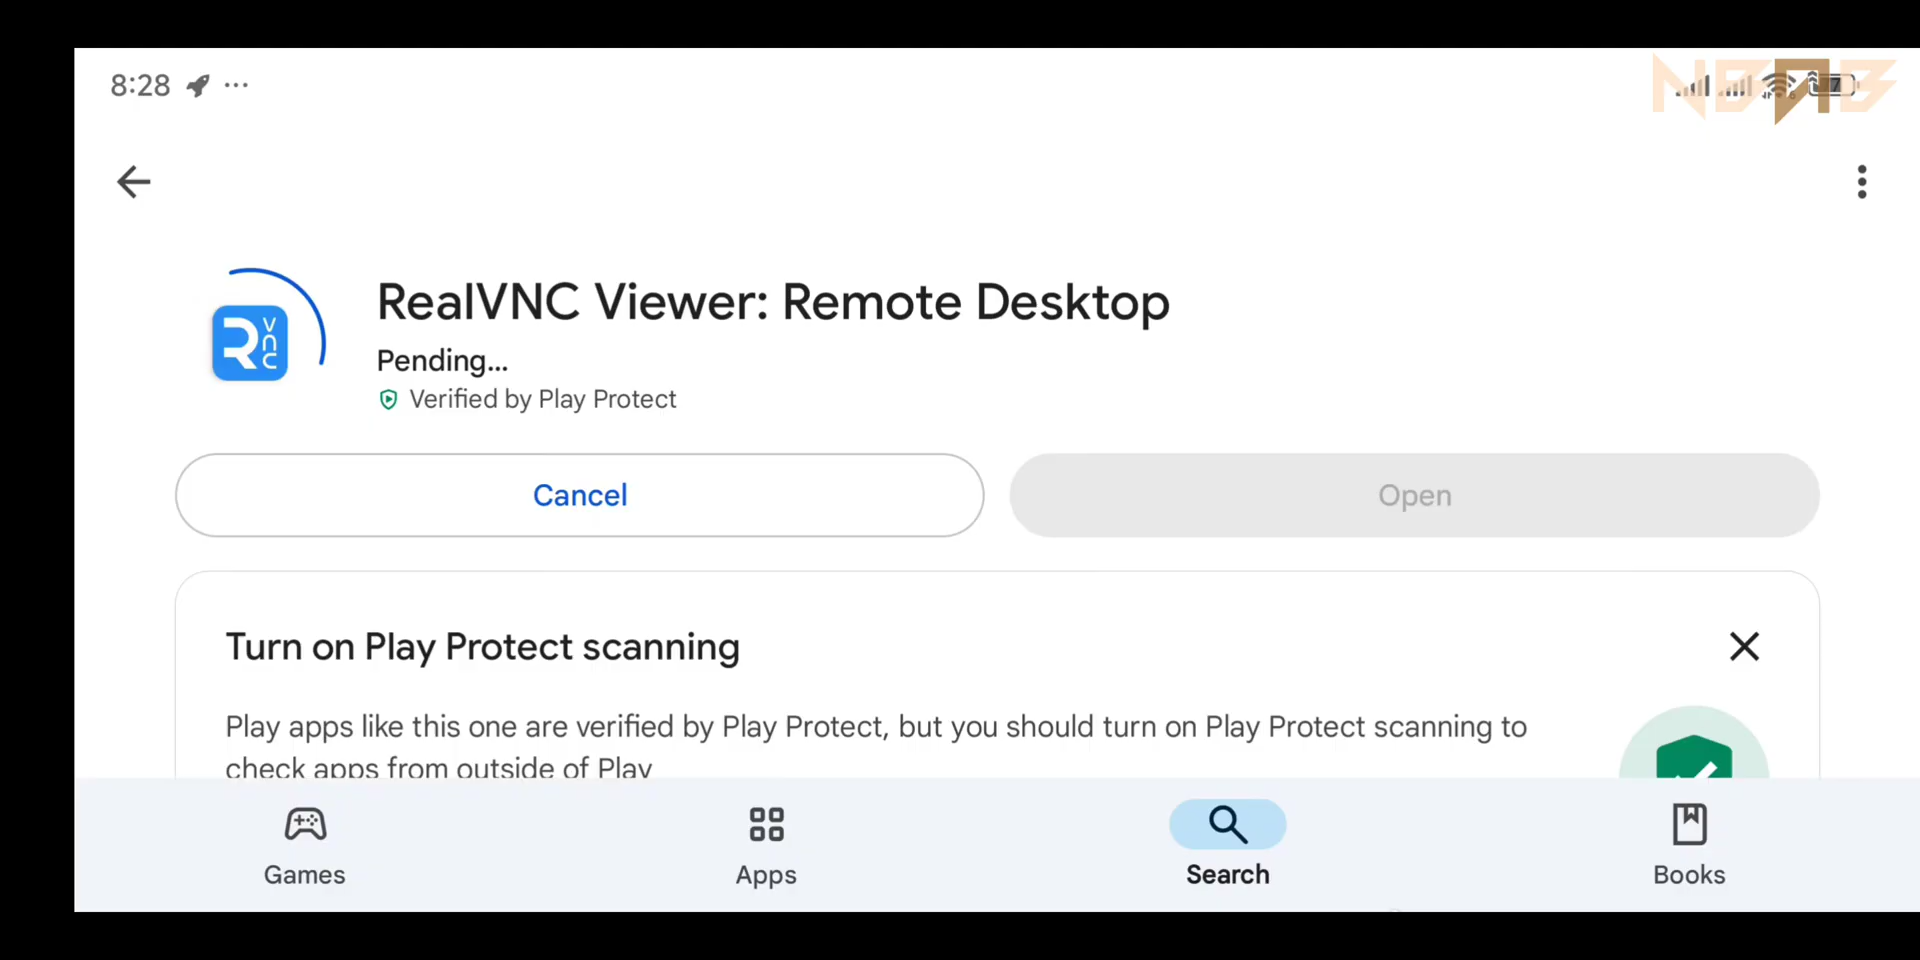 8:28
NBAB
RealVNC Viewer: Remote Desktop
R vnc
Pending...
Verified by Play Protect
Cancel
Open
Turn on Play Protect scanning
Play apps like this one are verified by Play Protect, but you should turn on Play Protect scanning to
check apps from outside of Play
Games
Apps
Search
Books